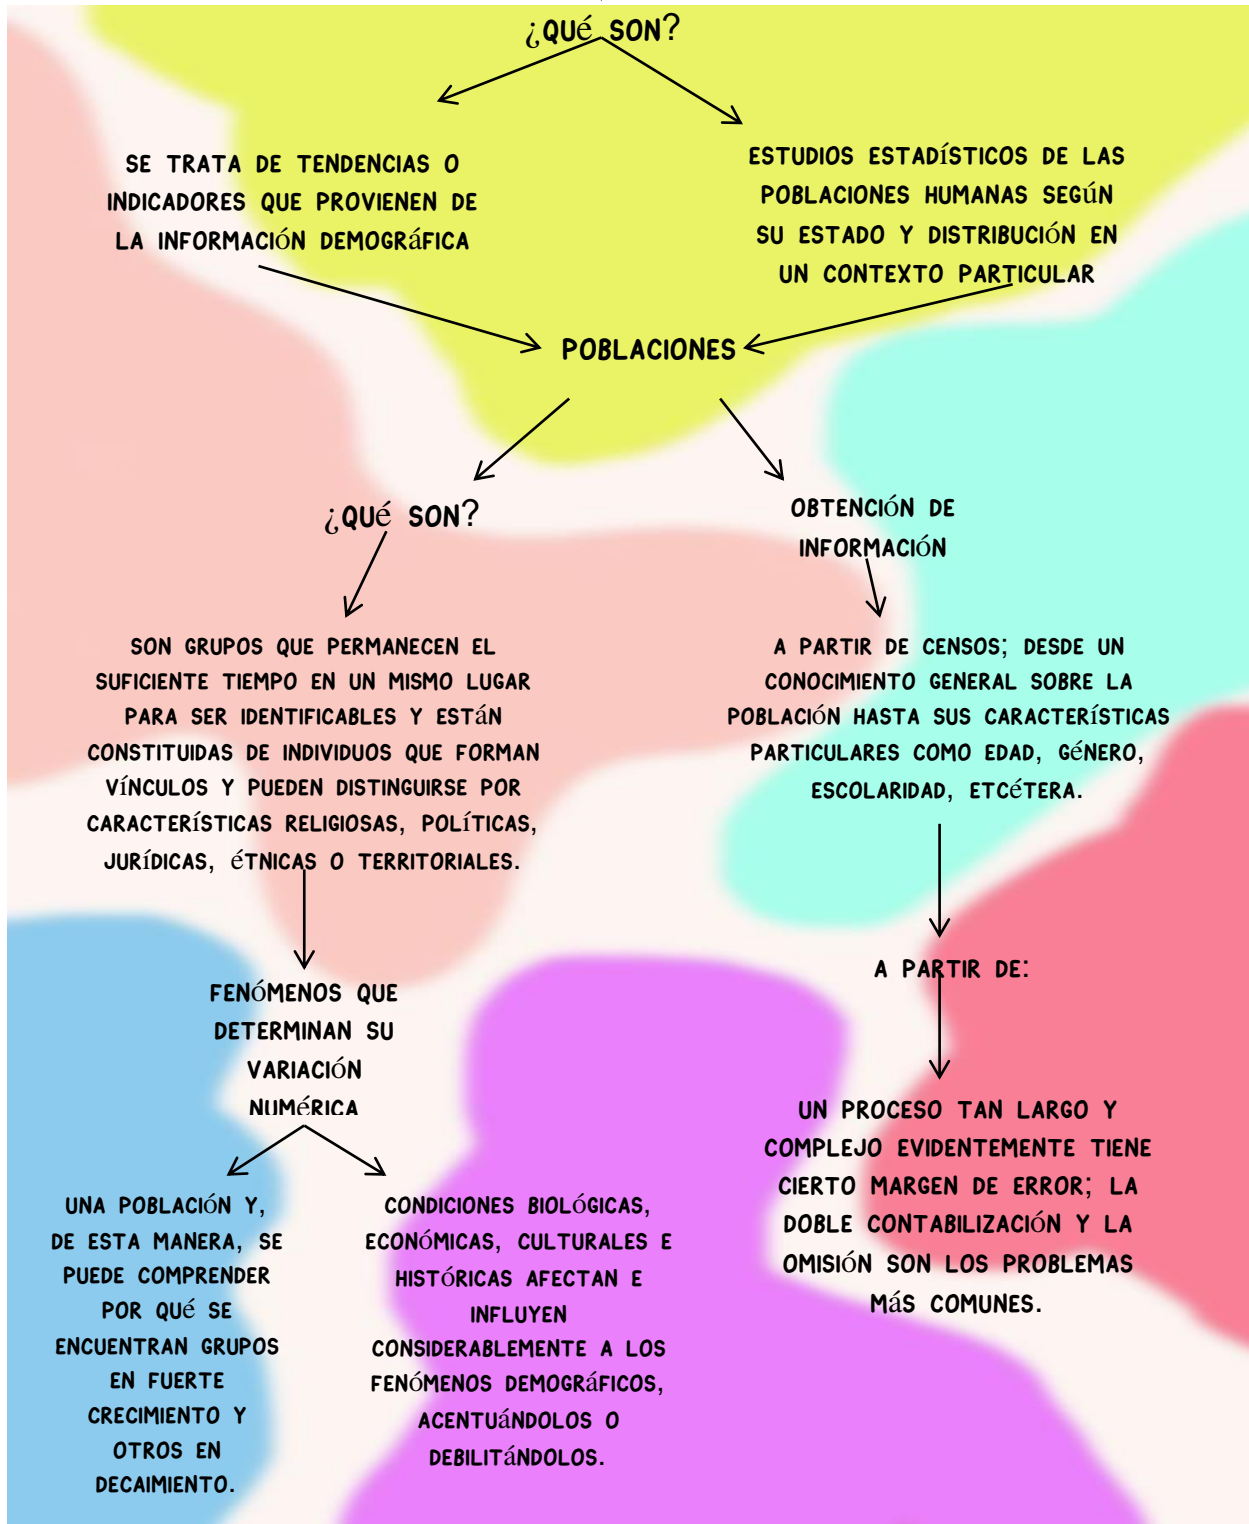 ¿QUé SON?
SE TRATA DE TENDENCIAS O
INDICADORES QUE PROVIENEN DE
LA INFORMACIÓN DEMOGRáFICA
ESTUDIOS ESTADÍSTICOS DE LAS
POBLACIONES HUMANAS SEGÚN
SU ESTADO Y DISTRIBUCIÓN EN
UN CONTEXTO PARTICULAR
POBLACIONES
¿QUé SON?
OBTENCIÓN DE
INFORMACIÓN
SON GRUPOS QUE PERMANECEN EL
SUFICIENTE TIEMPO EN UN MISMO LUGAR
PARA SER IDENTIFICABLES Y ESTáN
CONSTITUIDAS DE INDIVIDUOS QUE FORMAN
VÍNCULOS Y PUEDEN DISTINGUIRSE POR
CARACTERÍSTICAS RELIGIOSAS, POLÍTICAS,
JURÍDICAS, éTNICAS O TERRITORIALES.
A PARTIR DE CENSOS; DESDE UN
CONOCIMIENTO GENERAL SOBRE LA
POBLACIÓN HASTA SUS CARACTERÍSTICAS
PARTICULARES COMO EDAD, GéNERO,
ESCOLARIDAD, ETCéTERA.
FENÓMENOS QUE
DETERMINAN SU
VARIACIÓN
NUMéRICA
A PARTIR DE:
UN PROCESO TAN LARGO Y
COMPLEJO EVIDENTEMENTE TIENE
CIERTO MARGEN DE ERROR; LA
DOBLE CONTABILIZACIÓN Y LA
OMISIÓN SON LOS PROBLEMAS
MáS COMUNES.
UNA POBLACIÓN Y,
DE ESTA MANERA, SE
PUEDE COMPRENDER
POR QUé SE
ENCUENTRAN GRUPOS
EN FUERTE
CRECIMIENTO Y
OTROS EN
DECAIMIENTO.
CONDICIONES BIOLÓGICAS,
ECONÓMICAS, CULTURALES E
HISTÓRICAS AFECTAN E
INFLUYEN
CONSIDERABLEMENTE A LOS
FENÓMENOS DEMOGRáFICOS,
ACENTUáNDOLOS O
DEBILITáNDOLOS.